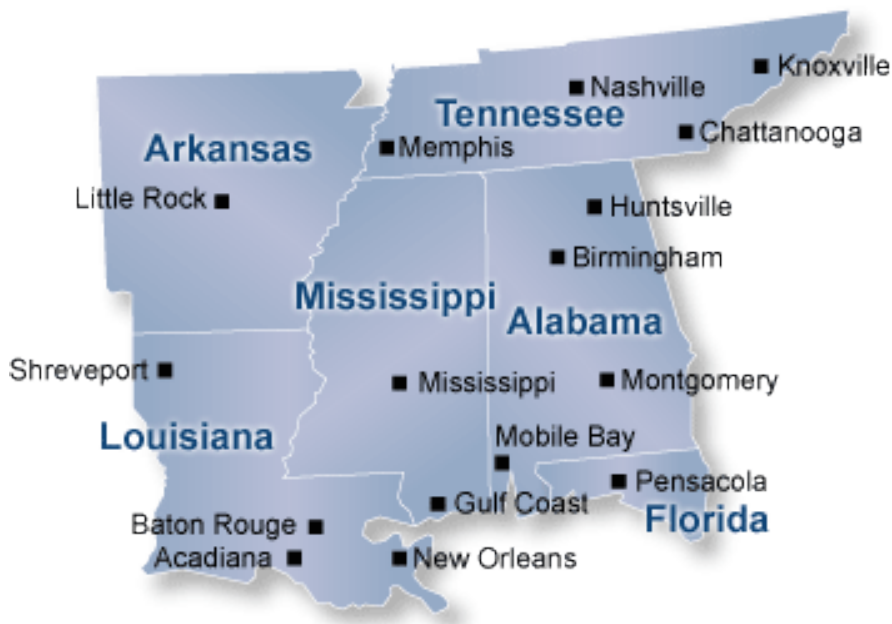 Knoxville
Nashville
Tennessee
Chattanooga
Arkansas
Memphis
Little Rock
Huntsville
Birmingham
Mississippi
Alabama
Shreveport
Mississippi
Montgomery
Louisiana
Mobile Bay
Pensacola
Gulf Coast
Florida
Baton Rouge
Acadiana
New Orleans